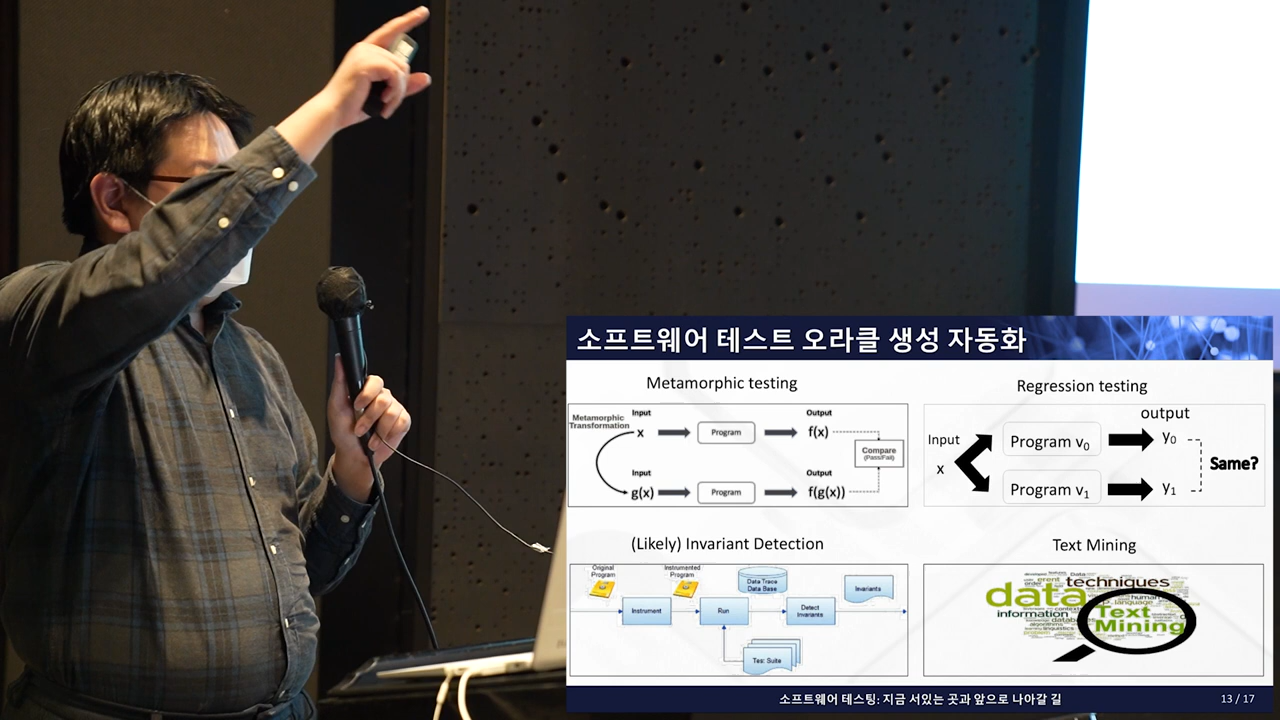 소프트웨어 테스트 오라클 생성 자동화
Metamorphic testing
Metamorphic
Transformation
Input
x
Program
Output
f(x)
Compare
(Pass/Fail)
Input
g(x)
Program
Output
f(g(x))
Regression testing
output
Input
x
Program v₀
y₀
Same?
Program v₁
y₁
(Likely) Invariant Detection
Original
Program
Instrumented
Program
Data Trace
Data Base
Invariants
Instrument
Run
Detect
Invariants
Test Suite
Text Mining
techniques
data
human
language
information
Text
Mining
소프트웨어 테스팅: 지금 서있는 곳과 앞으로 나아갈 길
13 / 17